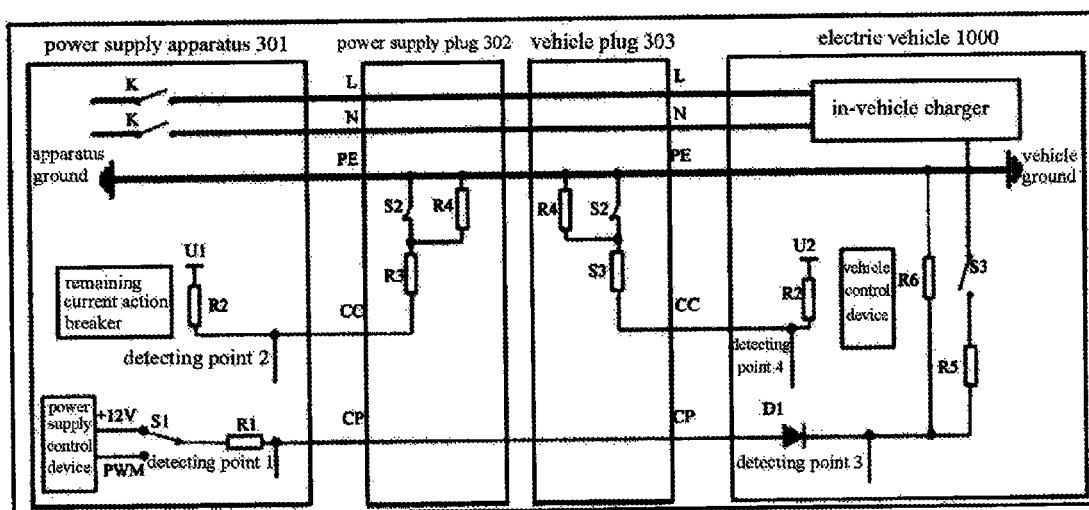 power supply apparatus 301
power supply plug 302
vehicle plug 303
electric vehicle 1000
K
L
L
in-vehicle charger
K
N
N
apparatus
ground
PE
PE
vehicle
ground
S2
R4
R4
S2
U1
U2
S3
remaining
current action
breaker
R2
R3
S3
R2
vehicle
control
device
R6
CC
CC
detecting point 2
detecting
point 4
R5
power
supply
control
device
+12V
S1
R1
CP
CP
D1
PWM
detecting point 1
detecting point 3